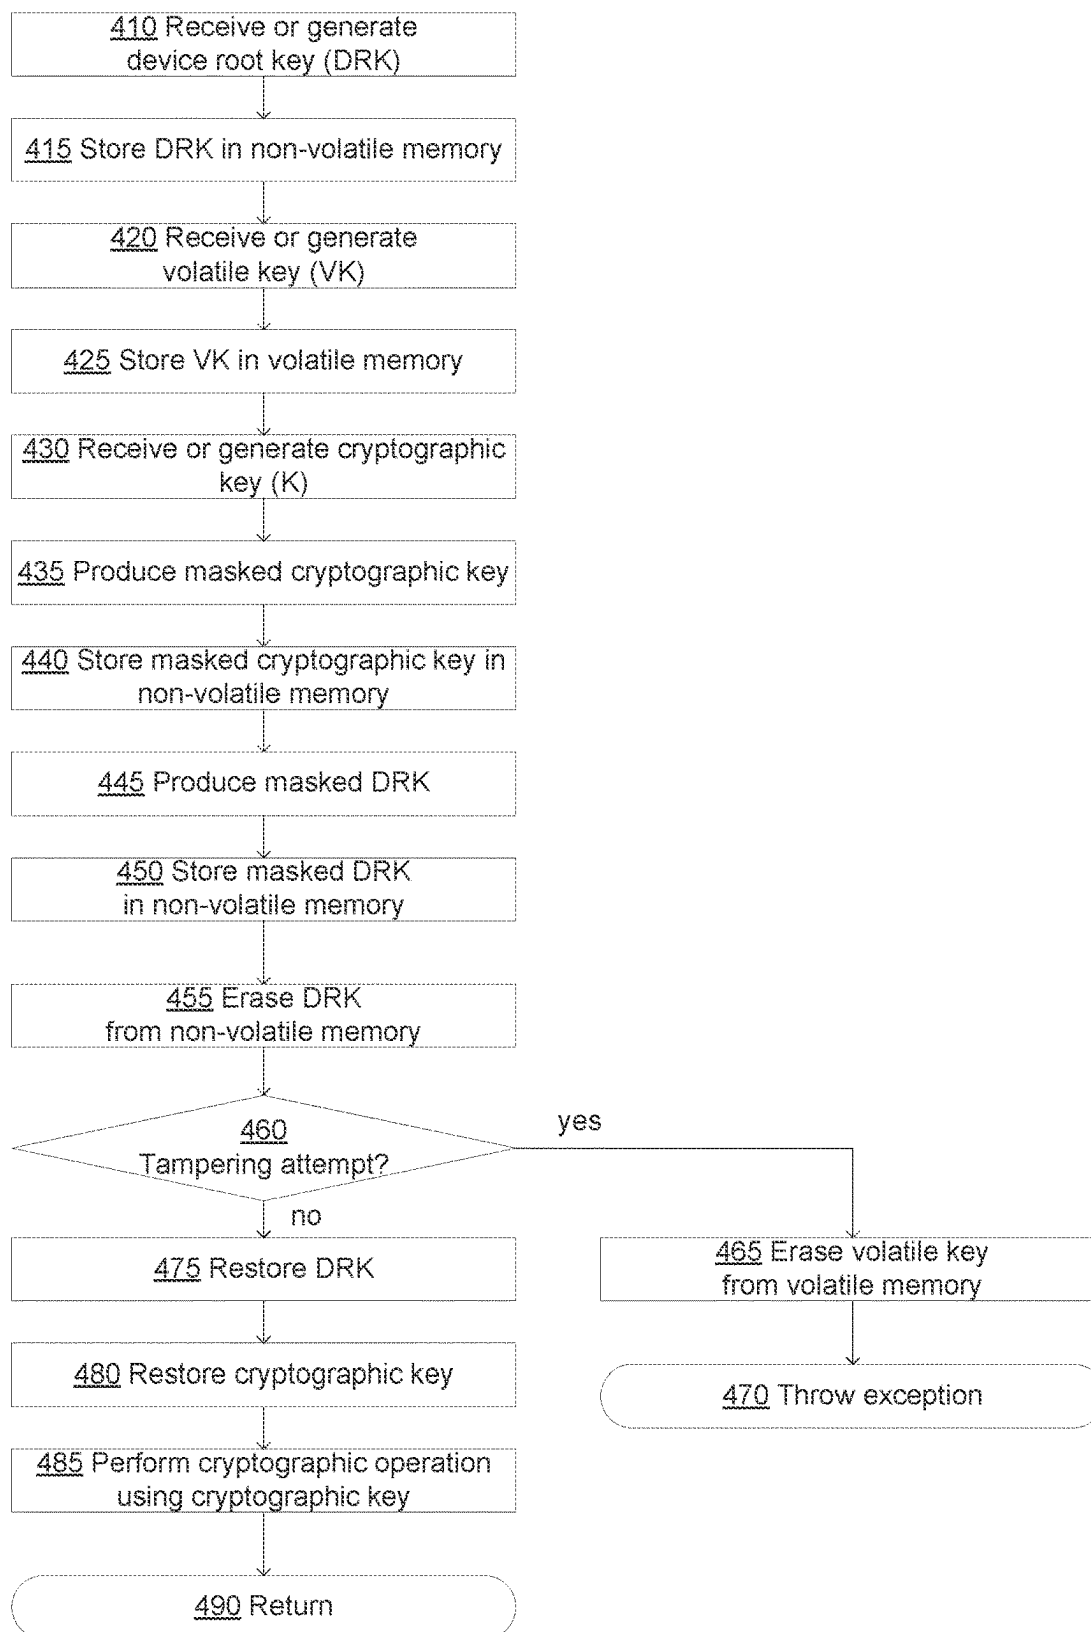 410 Receive or generate
device root key (DRK)
415 Store DRK in non-volatile memory
420 Receive or generate
volatile key (VK)
425 Store VK in volatile memory
430 Receive or generate cryptographic
key (K)
435 Produce masked cryptographic key
440 Store masked cryptographic key in
non-volatile memory
445 Produce masked DRK
450 Store masked DRK
in non-volatile memory
455 Erase DRK
from non-volatile memory
460
Tampering attempt?
yes
no
475 Restore DRK
465 Erase volatile key
from volatile memory
480 Restore cryptographic key
470 Throw exception
485 Perform cryptographic operation
using cryptographic key
490 Return